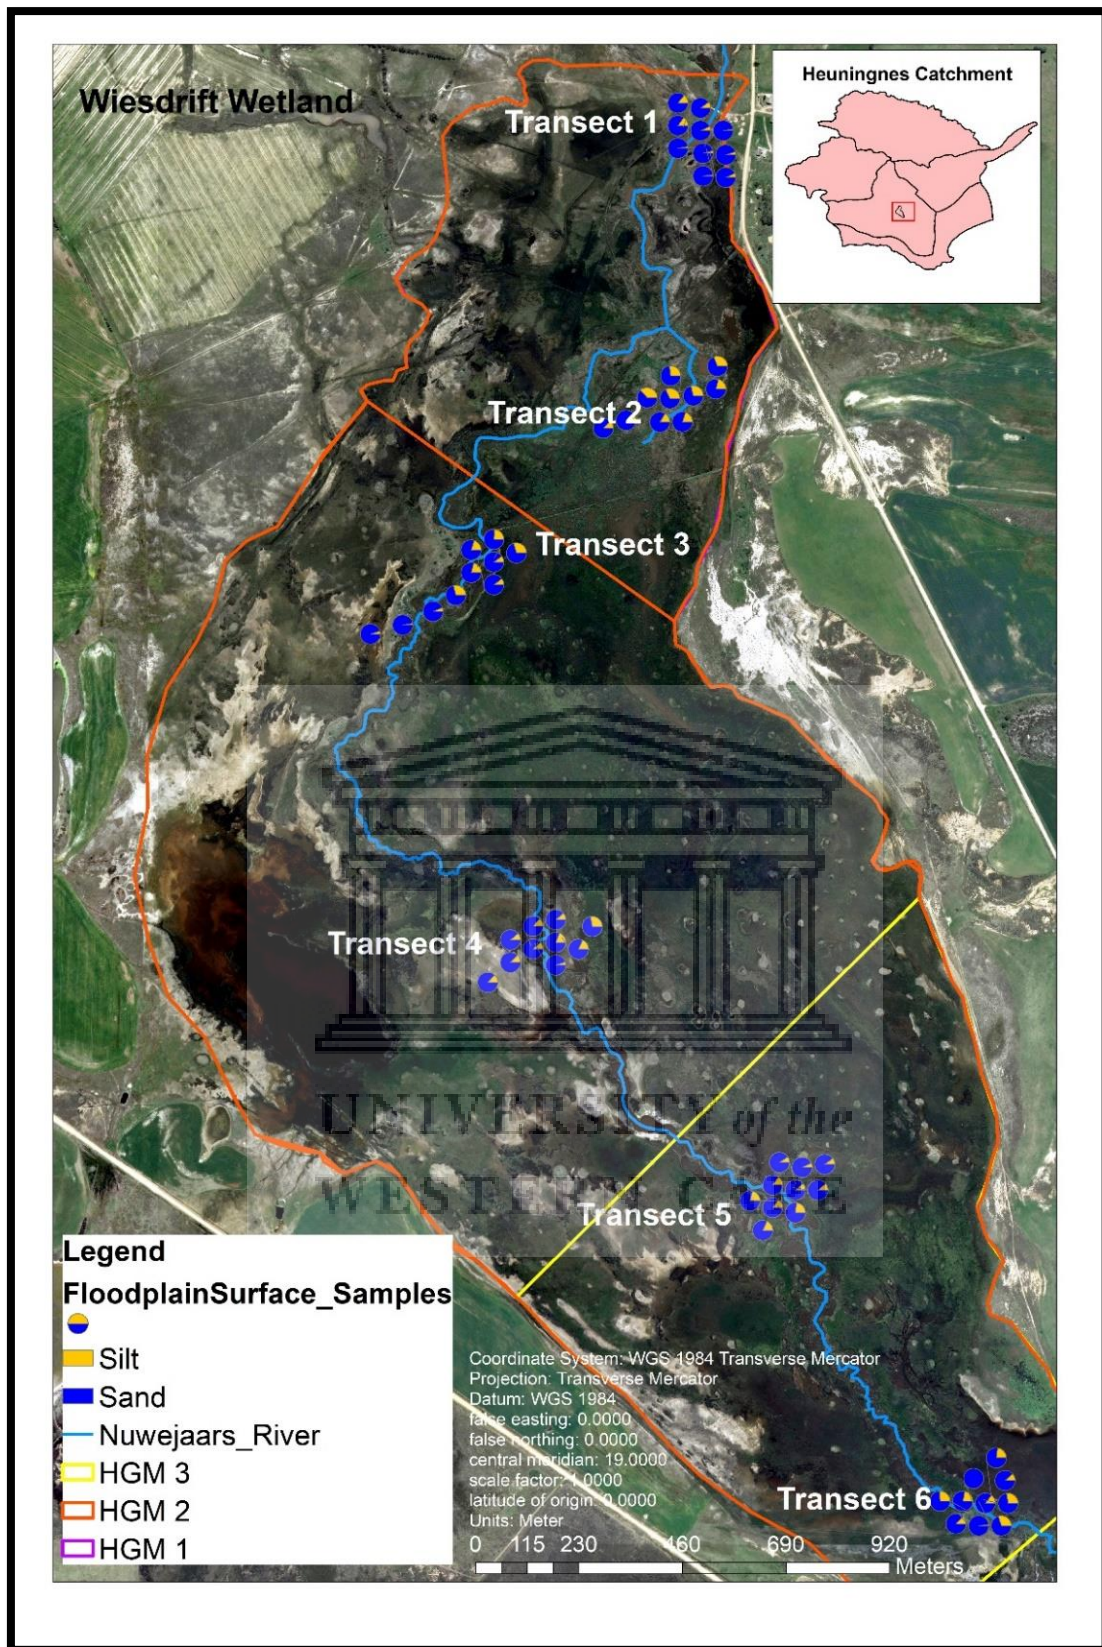 Wiesdrift Wetland
Heuningnes Catchment
Transect 1
Transect 2
Transect 3
Transect 4
UNIVERSITY of the
WESTERN CAPE
Transect 5
Legend
FloodplainSurface_Samples
Silt
Sand
Nuwejaars_River
HGM 3
HGM 2
HGM 1
Coordinate System: WGS 1984 Transverse Mercator
Projection: Transverse Mercator
Datum: WGS 1984
false easting: 0.0000
false northing: 0.0000
central meridian: 19.0000
scale factor: 1.0000
latitude of origin: 0.0000
Units: Meter
0 115 230 460 690 920
Meters
Transect 6